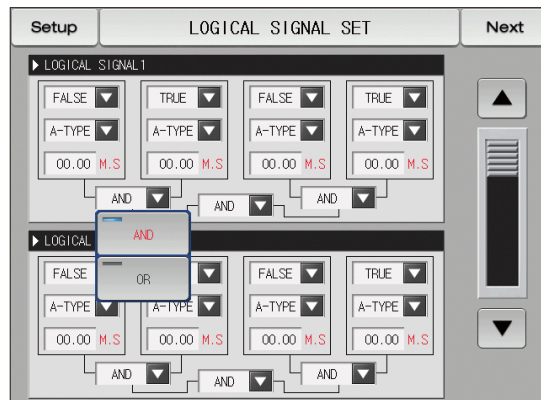 Setup LOGICAL SIGNAL SET Next
LOGICAL SIGNAL1
FALSE TRUE FALSE TRUE
A-TYPE A-TYPE A-TYPE A-TYPE
00.00 M.S 00.00 M.S 00.00 M.S 00.00 M.S
AND AND AND
AND
OR
LOGICAL
FALSE FALSE TRUE
A-TYPE A-TYPE A-TYPE A-TYPE
00.00 M.S 00.00 M.S 00.00 M.S 00.00 M.S
AND AND AND